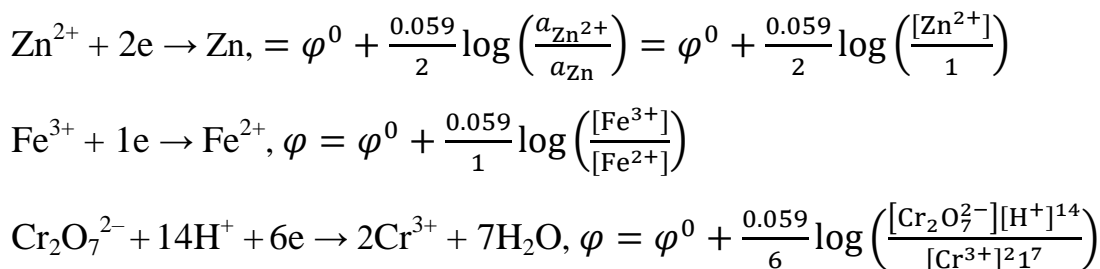 Zn²⁺ + 2e → Zn, = φ⁰ + 0.059/2 log(a_Zn²⁺/a_Zn) = φ⁰ + 0.059/2 log([Zn²⁺]/1)
Fe³⁺ + 1e → Fe²⁺, φ = φ⁰ + 0.059/1 log([Fe³⁺]/[Fe²⁺])
Cr₂O₇²⁻ + 14H⁺ + 6e → 2Cr³⁺ + 7H₂O, φ = φ⁰ + 0.059/6 log([Cr₂O₇²⁻][H⁺]¹⁴/[Cr³⁺]²1⁷)